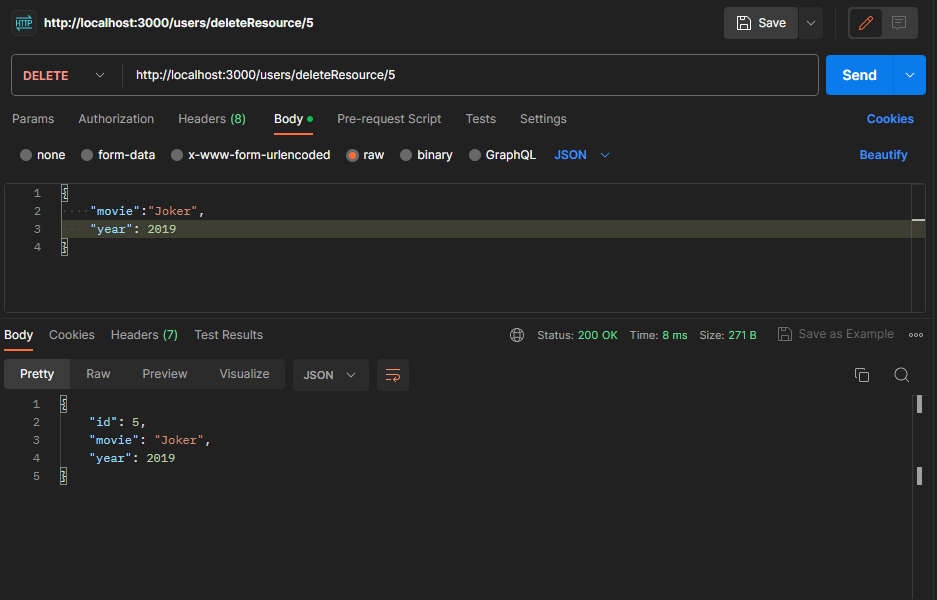 HTTP http://localhost:3000/users/deleteResource/5 Save
DELETE http://localhost:3000/users/deleteResource/5 Send
Params Authorization Headers (8) Body Pre-request Script Tests Settings Cookies
none form-data x-www-form-urlencoded raw binary GraphQL JSON Beautify
1 {
2 "movie":"Joker",
3 "year": 2019
4 }
Body Cookies Headers (7) Test Results Status: 200 OK Time: 8 ms Size: 271 B Save as Example
Pretty Raw Preview Visualize JSON
1 {
2 "id": 5,
3 "movie": "Joker",
4 "year": 2019
5 }